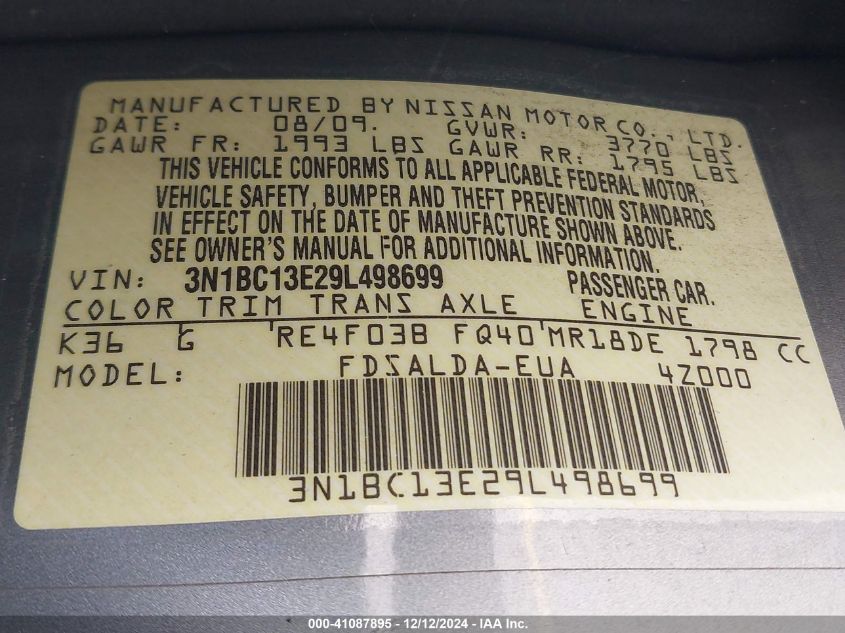 MANUFACTURED BY NISSAN MOTOR CO., LTD.
DATE: 08/09. GVWR: 3770 LBS
GAWR FR: 1993 LBS GAWR RR: 1795 LBS
THIS VEHICLE CONFORMS TO ALL APPLICABLE FEDERAL MOTOR,
VEHICLE SAFETY, BUMPER AND THEFT PREVENTION STANDARDS
IN EFFECT ON THE DATE OF MANUFACTURE SHOWN ABOVE.
SEE OWNER'S MANUAL FOR ADDITIONAL INFORMATION.
VIN: 3N1BC13E29L498699 PASSENGER CAR.
COLOR TRIM TRANS AXLE ENGINE
K36 G RE4F03B FQ40 MR18DE 1798 CC
MODEL: FDSALDA-EUA 4Z000
3N1BC13E29L498699
000-41087895 - 12/12/2024 - IAA Inc.